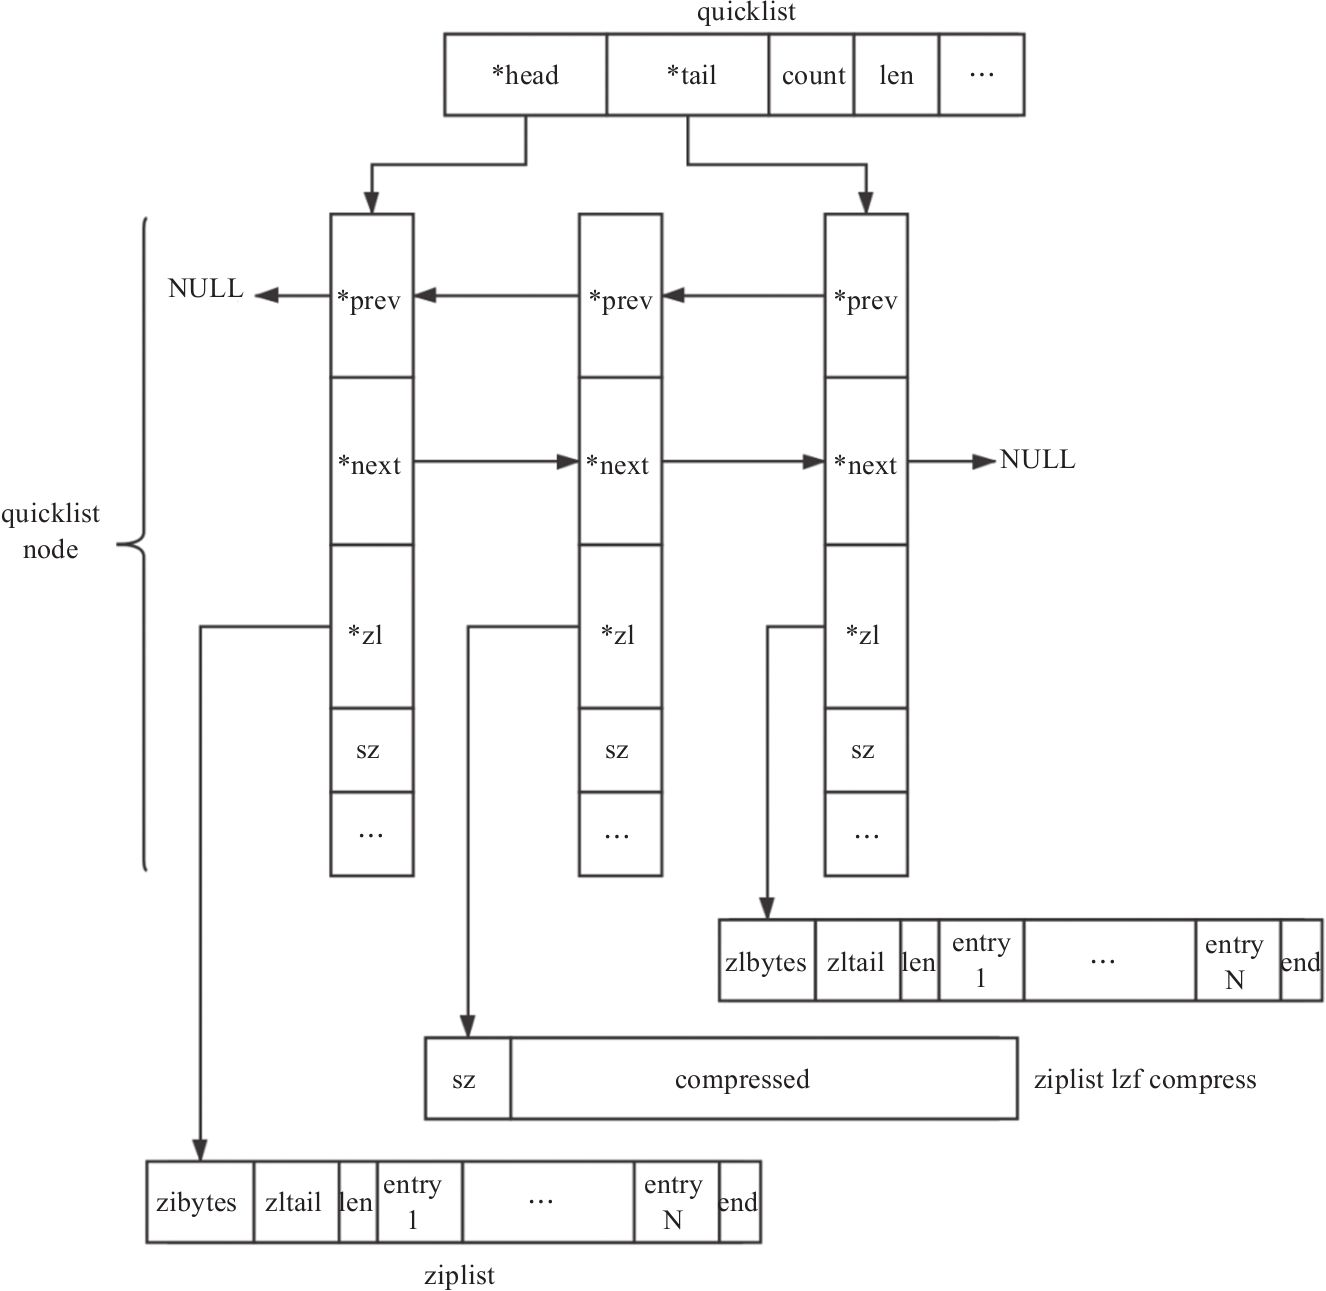 quicklist
*head *tail count len ...
NULL *prev *prev *prev
*next *next *next NULL
quicklist
node
*zl *zl *zl
sz sz sz
... ... ...
zlbytes zltail len entry 1 ... entry N end
sz compressed ziplist lzf compress
zibytes zltail len entry 1 ... entry N end
ziplist